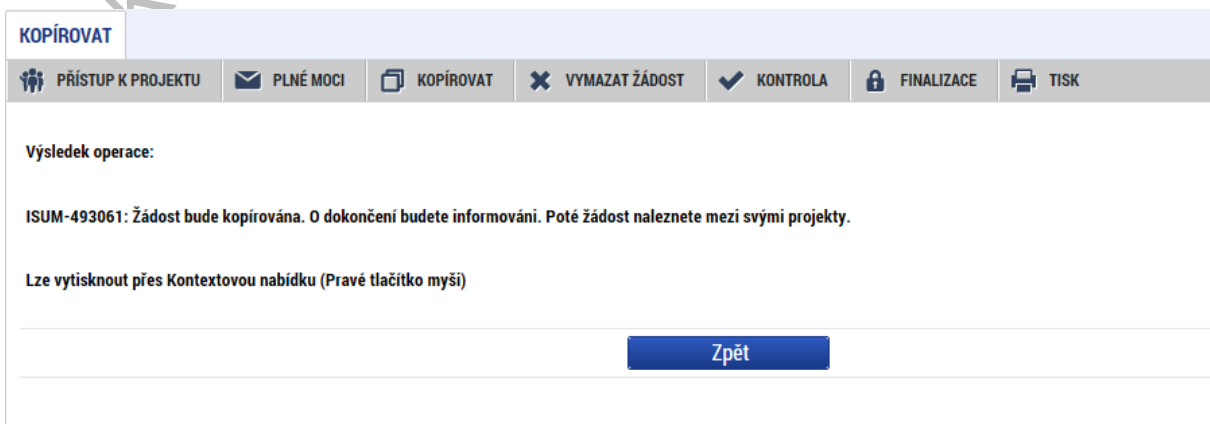 KOPÍROVAT
PŘÍSTUP K PROJEKTU PLNÉ MOCI KOPÍROVAT VYMAZAT ŽÁDOST KONTROLA FINALIZACE TISK
Výsledek operace:
ISUM-493061: Žádost bude kopírována. O dokončení budete informováni. Poté žádost naleznete mezi svými projekty.
Lze vytisknout přes Kontextovou nabídku (Pravé tlačítko myši)
Zpět